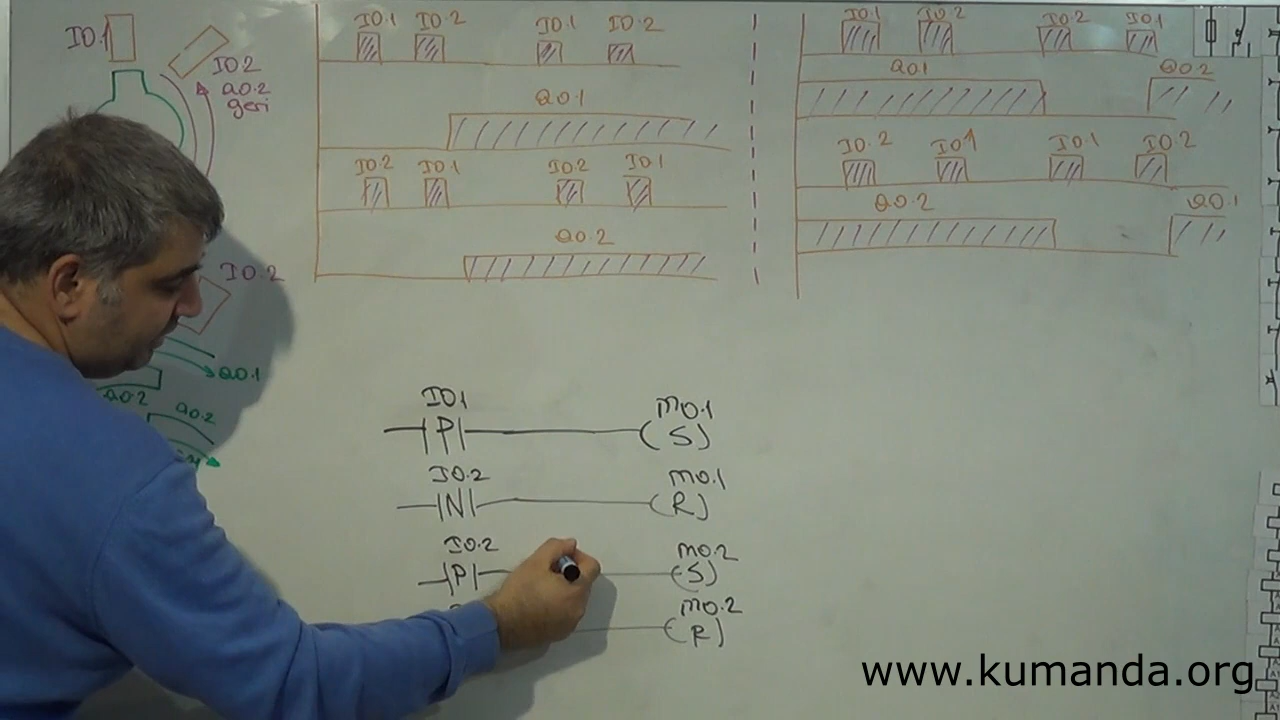 I0.1
I0.2
Q0.2
geri
I0.2
Q0.1
Q0.2
Q0.2
I0.1 I0.2 I0.1 I0.2
Q0.1
I0.2 I0.1 I0.2 I0.1
Q0.2
I0.1 I0.2 I0.2 I0.1
Q0.1 Q0.2
I0.2 I0.1 I0.1 I0.2
Q0.2 Q0.1
I0.1 M0.1
P (S)
I0.2 M0.1
N (R)
I0.2 M0.2
P (S)
M0.2
(R)
www.kumanda.org